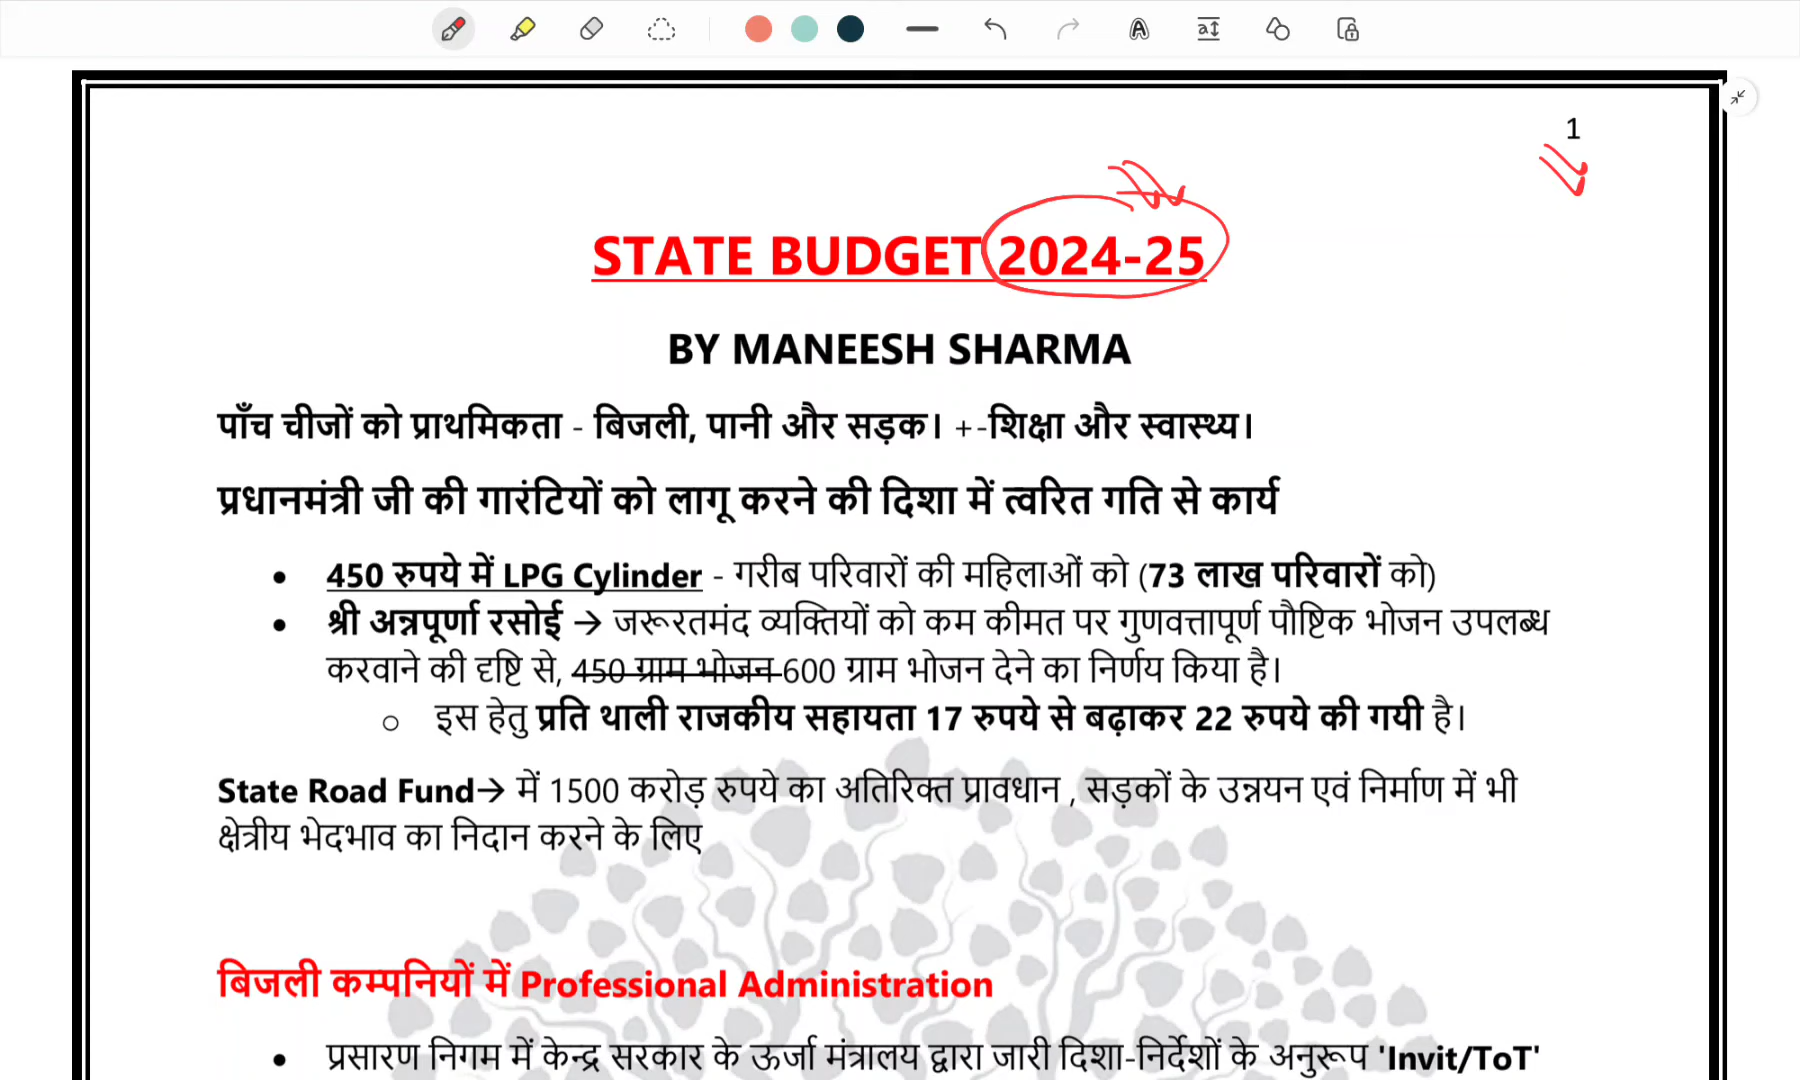 1
STATE BUDGET 2024-25
BY MANEESH SHARMA
पाँच चीजों को प्राथमिकता - बिजली, पानी और सड़क। +-शिक्षा और स्वास्थ्य।
प्रधानमंत्री जी की गारंटियों को लागू करने की दिशा में त्वरित गति से कार्य
• 450 रुपये में LPG Cylinder - गरीब परिवारों की महिलाओं को (73 लाख परिवारों को)
• श्री अन्नपूर्णा रसोई → जरूरतमंद व्यक्तियों को कम कीमत पर गुणवत्तापूर्ण पौष्टिक भोजन उपलब्ध
करवाने की दृष्टि से, 450 ग्राम भोजन 600 ग्राम भोजन देने का निर्णय किया है।
○ इस हेतु प्रति थाली राजकीय सहायता 17 रुपये से बढ़ाकर 22 रुपये की गयी है।
State Road Fund→ में 1500 करोड़ रुपये का अतिरिक्त प्रावधान , सड़कों के उन्नयन एवं निर्माण में भी
क्षेत्रीय भेदभाव का निदान करने के लिए
बिजली कम्पनियों में Professional Administration
• प्रसारण निगम में केन्द्र सरकार के ऊर्जा मंत्रालय द्वारा जारी दिशा-निर्देशों के अनुरूप 'Invit/ToT'